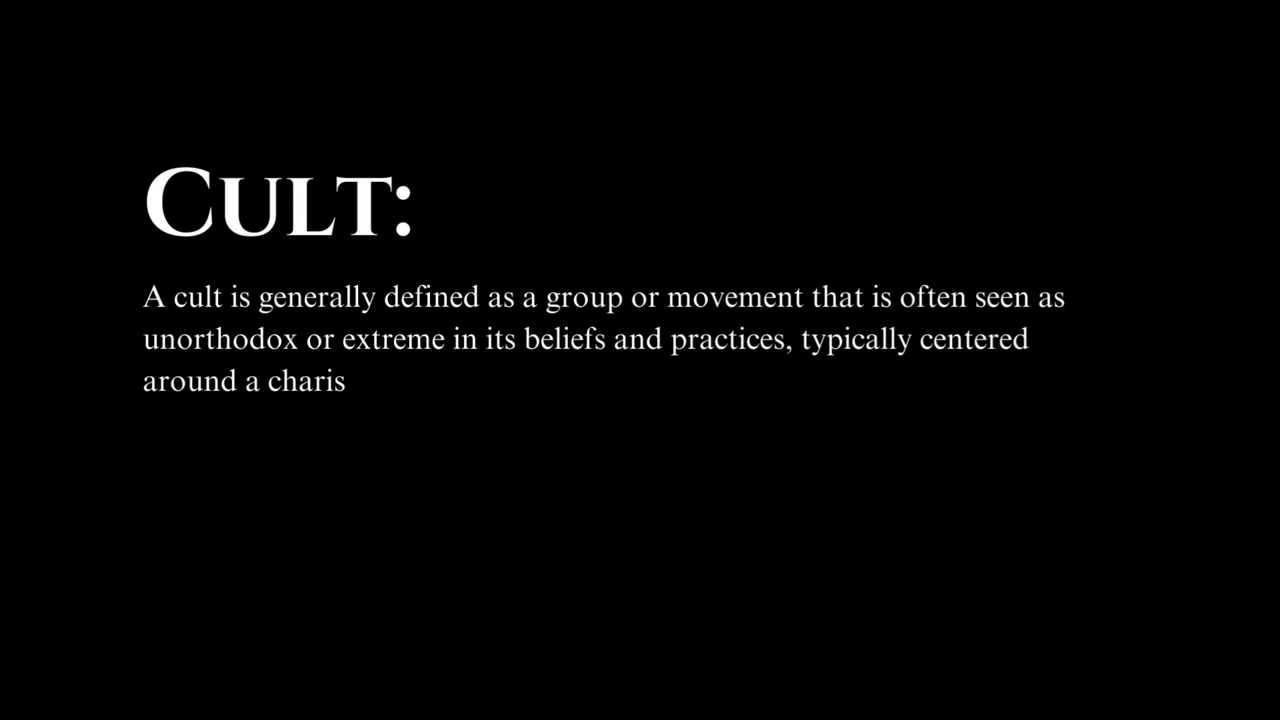 CULT:
A cult is generally defined as a group or movement that is often seen as
unorthodox or extreme in its beliefs and practices, typically centered
around a charis